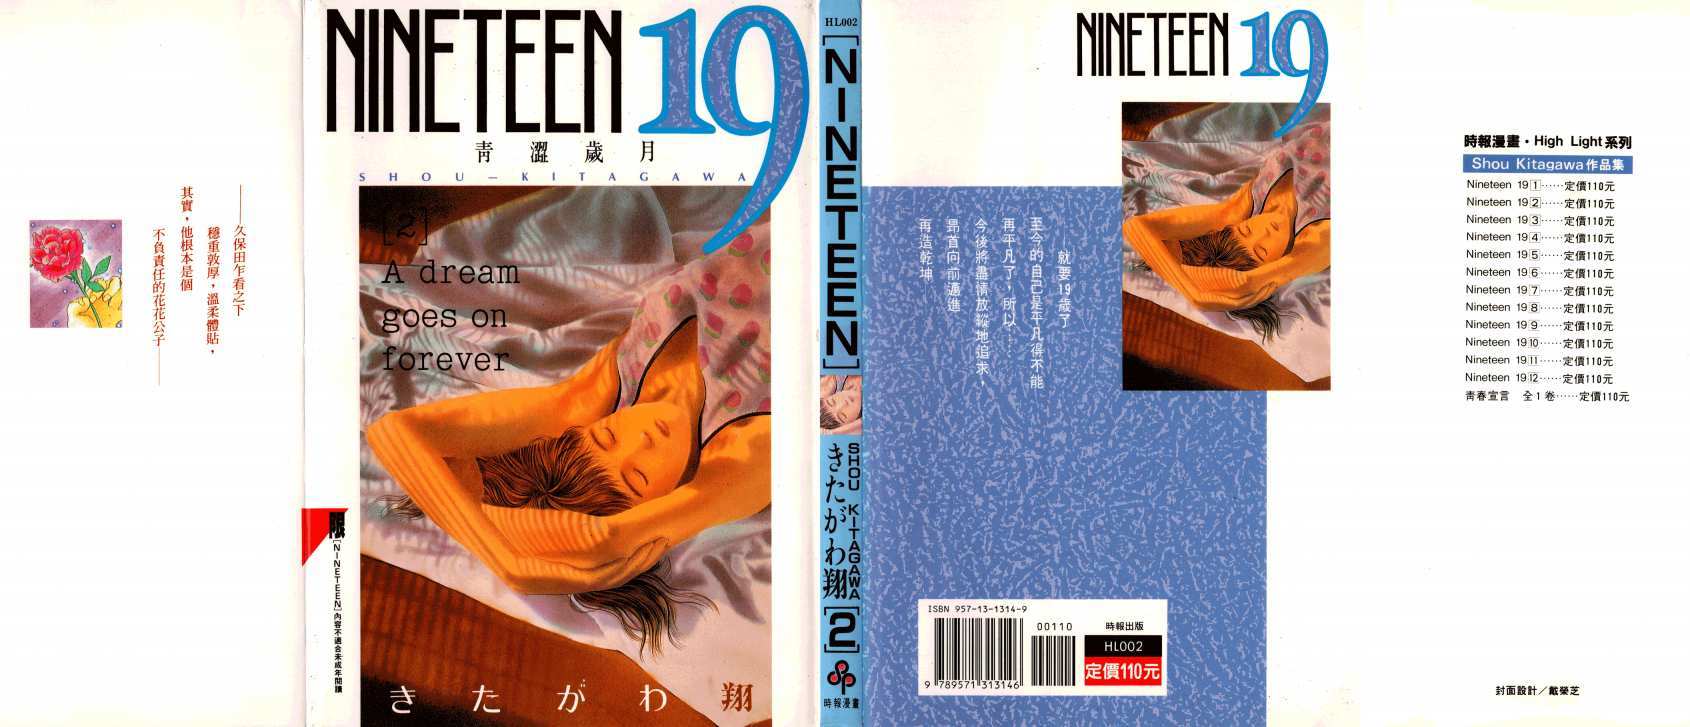 ——久保田乍看之下
穩重敦厚，溫柔體貼，
其實，他根本是個
不負責任的花花公子——
NINETEEN 19
青澀歲月
SHOU-KITAGAWA
[2]
A dream
goes on
forever
限
[NINETEEN]內容不適合未成年閱讀
きたがわ翔
HL002
[NINETEEN]
きたがわ翔
SHOU KITAGAWA
[2]
時報漫畫
NINETEEN 19
——就要19歲了——
至今的自己是平凡得不能
再平凡了，所以……
今後將盡情放縱地追求，
昻首向前邁進
再造乾坤
ISBN 957-13-1314-9
00110
9 789571 313146
時報出版
HL002
定價110元
時報漫畫・High Light系列
Shou Kitagawa作品集
Nineteen 19 1……定價110元
Nineteen 19 2……定價110元
Nineteen 19 3……定價110元
Nineteen 19 4……定價110元
Nineteen 19 5……定價110元
Nineteen 19 6……定價110元
Nineteen 19 7……定價110元
Nineteen 19 8……定價110元
Nineteen 19 9……定價110元
Nineteen 19 10……定價110元
Nineteen 19 11……定價110元
Nineteen 19 12……定價110元
青春宣言　全1卷……定價110元
封面設計／戴榮芝